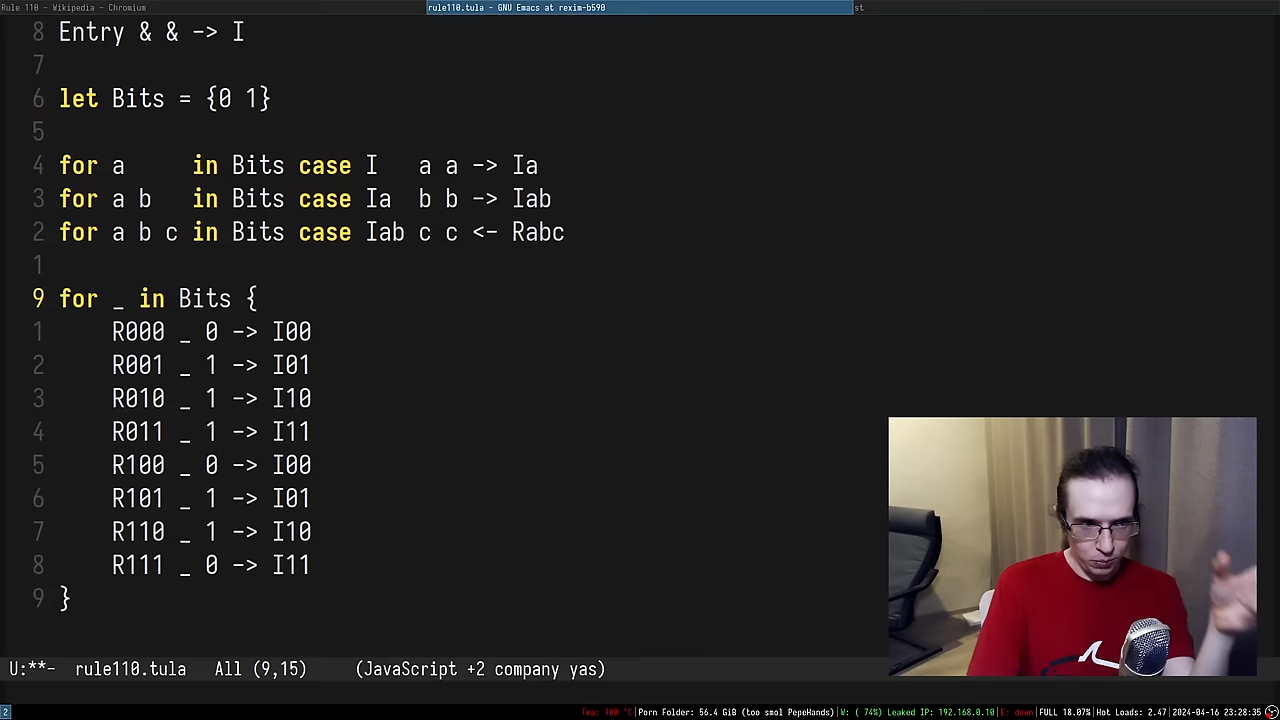 Rule 110 - Wikipedia - Chromium
rule110.tula - GNU Emacs at rexim-b590
st
8 Entry & & -> I
7
6 let Bits = {0 1}
5
4 for a     in Bits case I   a a -> Ia
3 for a b   in Bits case Ia  b b -> Iab
2 for a b c in Bits case Iab c c <- Rabc
1
9 for _ in Bits {
1     R000 _ 0 -> I00
2     R001 _ 1 -> I01
3     R010 _ 1 -> I10
4     R011 _ 1 -> I11
5     R100 _ 0 -> I00
6     R101 _ 1 -> I01
7     R110 _ 1 -> I10
8     R111 _ 0 -> I11
9 }
U:**-  rule110.tula   All (9,15)    (JavaScript +2 company yas)
2
Tea: 100 °C|Porn Folder: 56.4 GiB (too smol PepeHands)|W: ( 74%) Leaked IP: 192.168.0.10|E: down|FULL 18.07%|Hot Loads: 2.47|2024-04-16 23:28:35